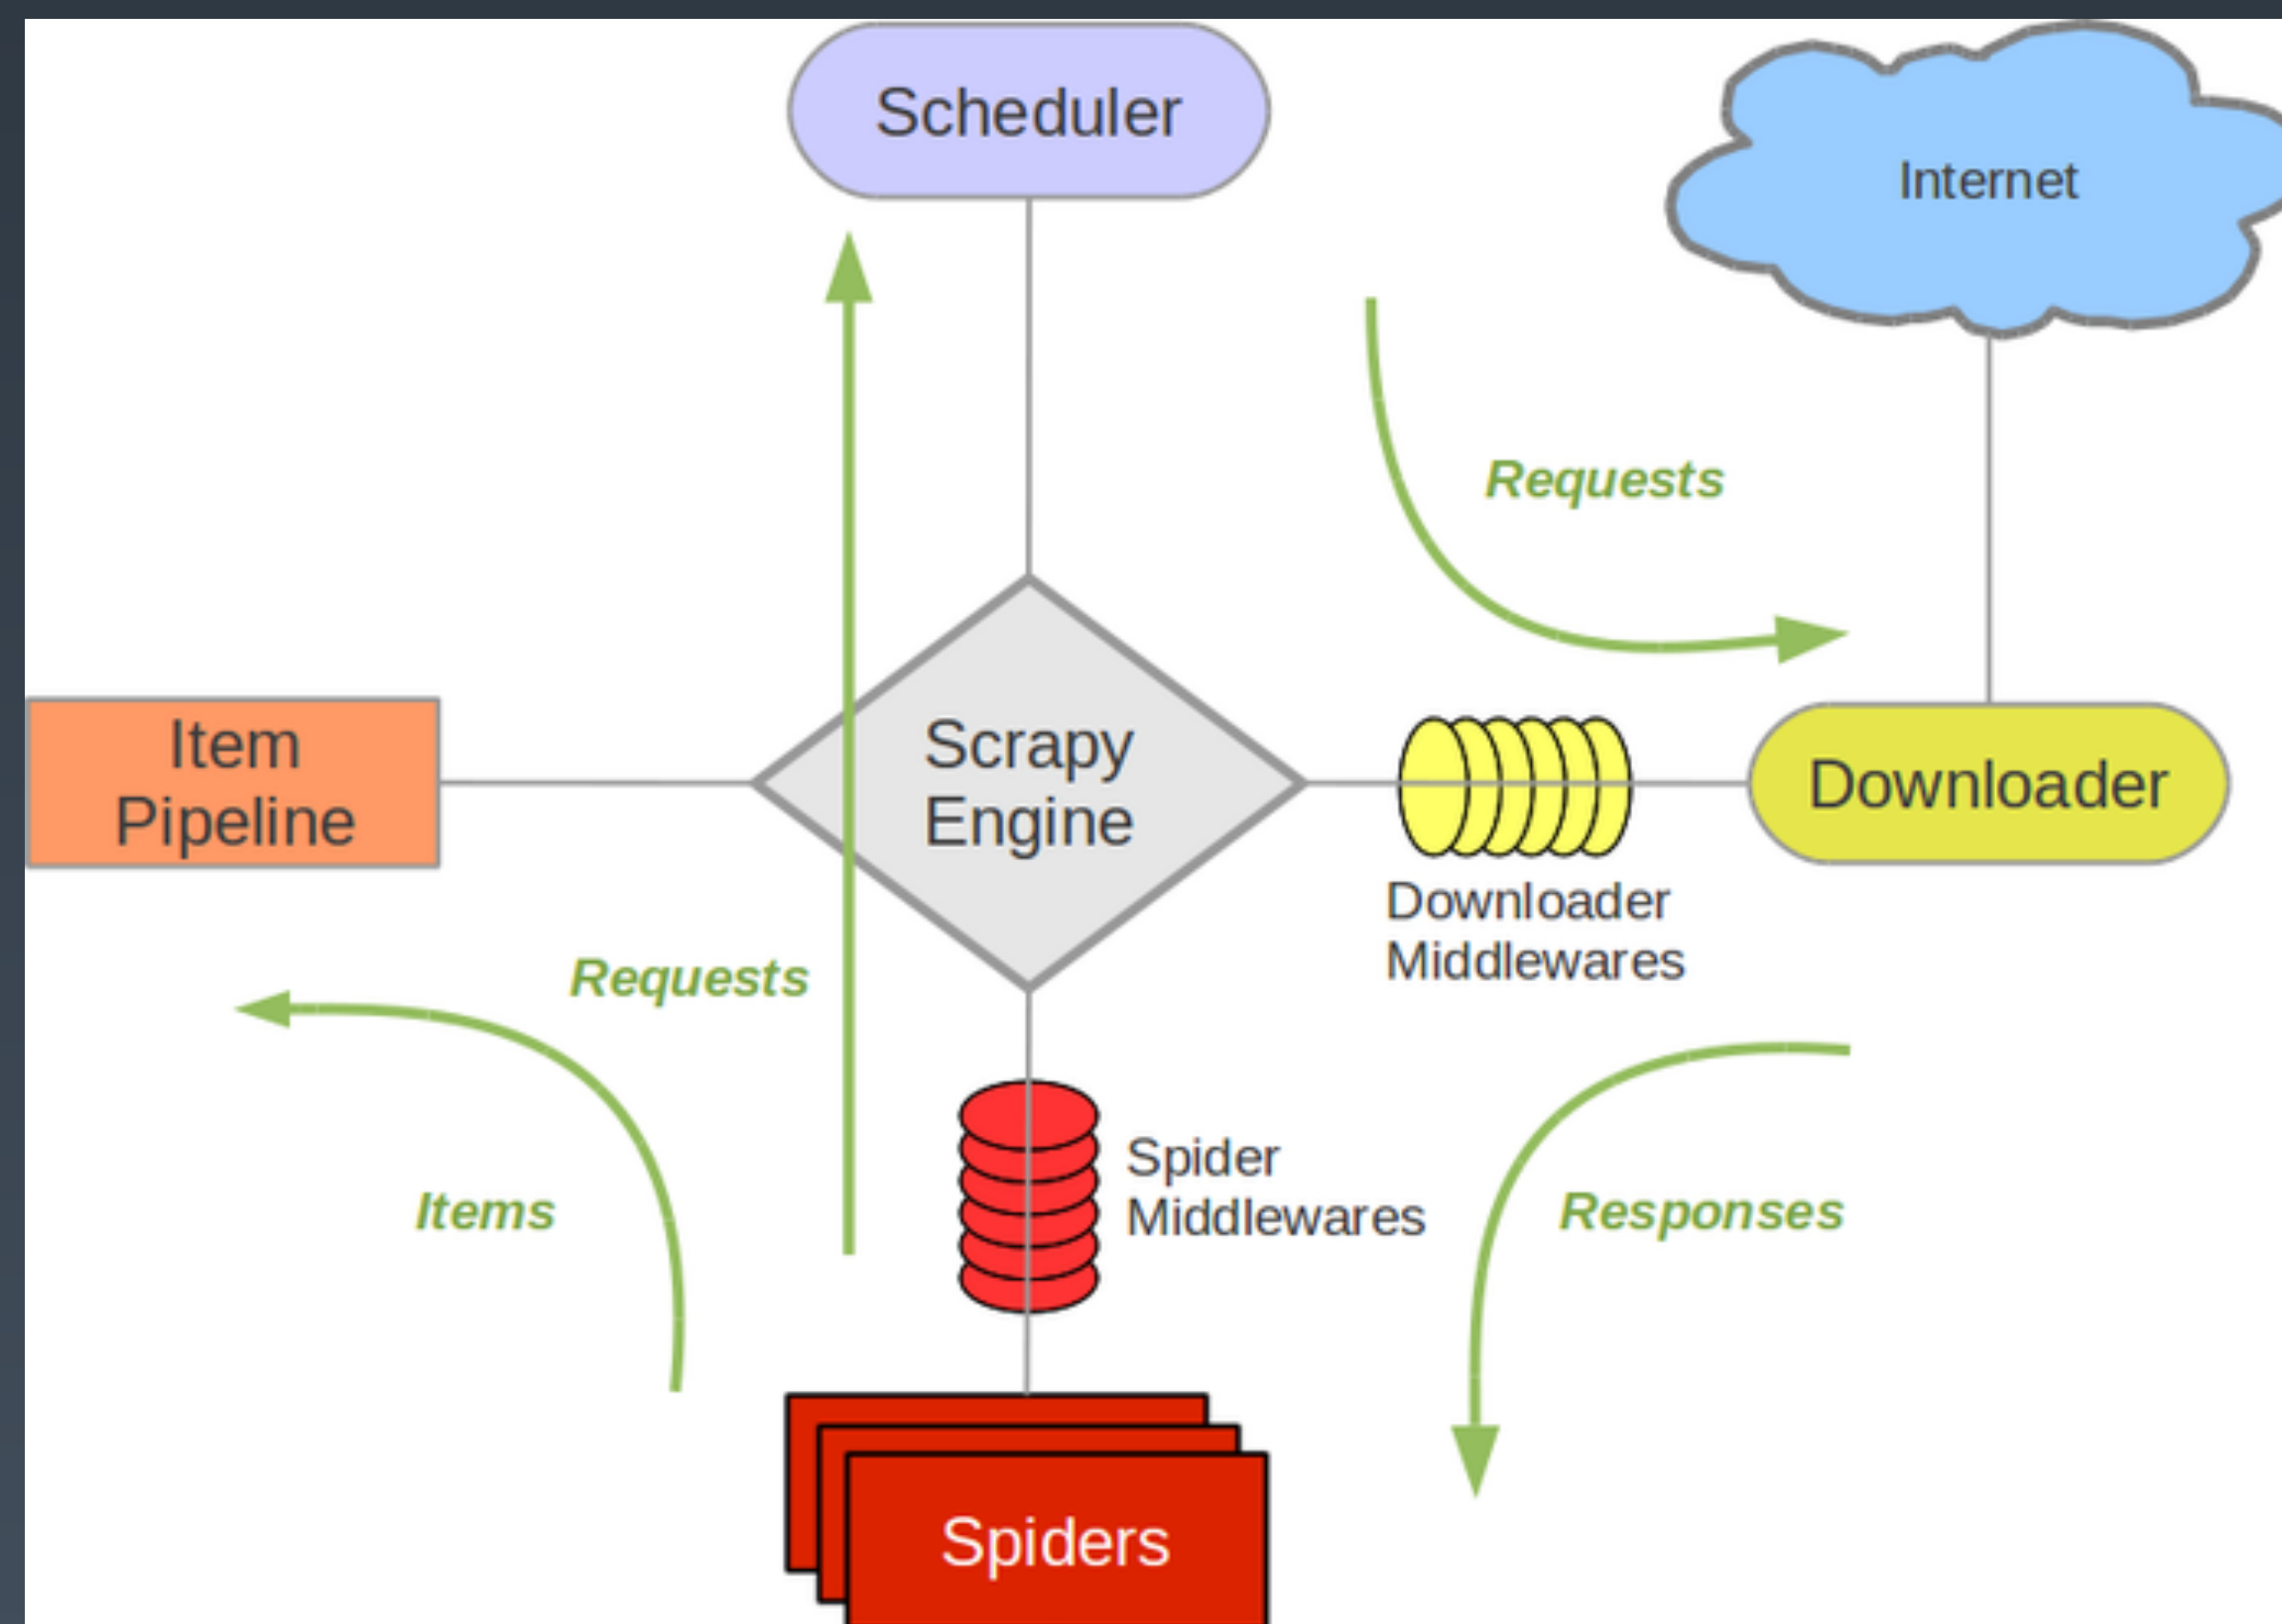 Scheduler
Internet
Requests
Item
Pipeline
Scrapy
Engine
Downloader
Downloader
Middlewares
Requests
Items
Spider
Middlewares
Responses
Spiders